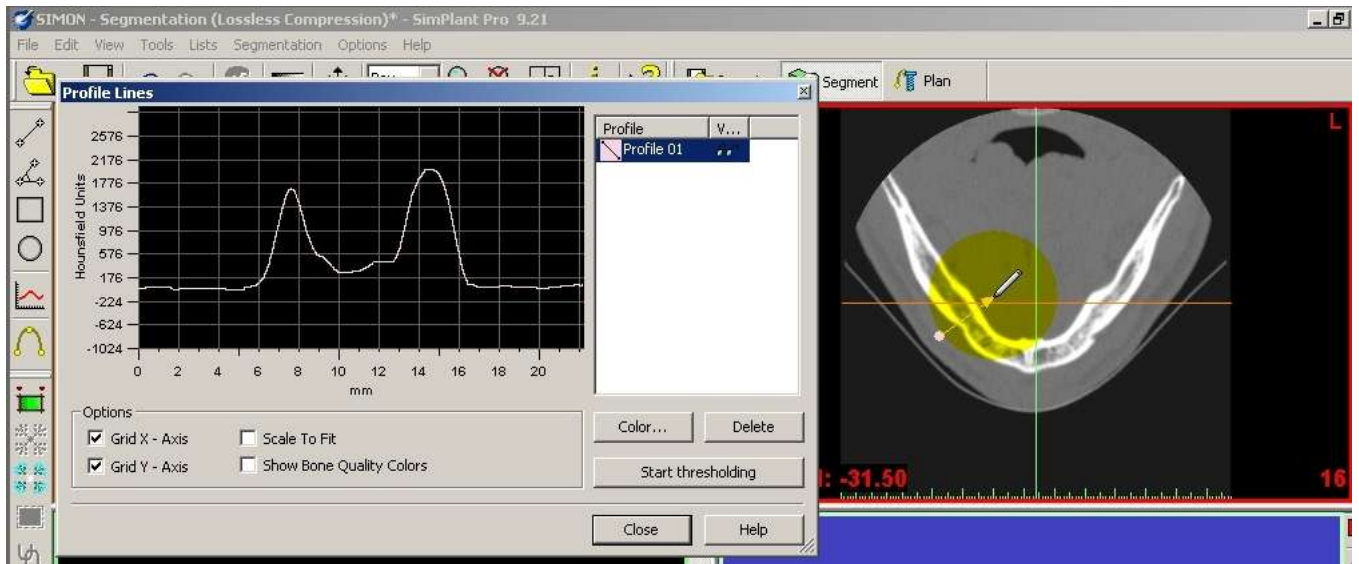 SIMON - Segmentation (Lossless Compression)* - SimPlant Pro 9.21
File Edit View Tools Lists Segmentation Options Help
Segment Plan
Profile Lines
2576
2176
1776
1376
976
576
176
-224
-624
-1024
Hounsfield Units
0 2 4 6 8 10 12 14 16 18 20
mm
Profile V...
Profile 01
Options
Grid X - Axis Scale To Fit
Grid Y - Axis Show Bone Quality Colors
Color... Delete
Start thresholding
Close Help
L
: -31.50
16